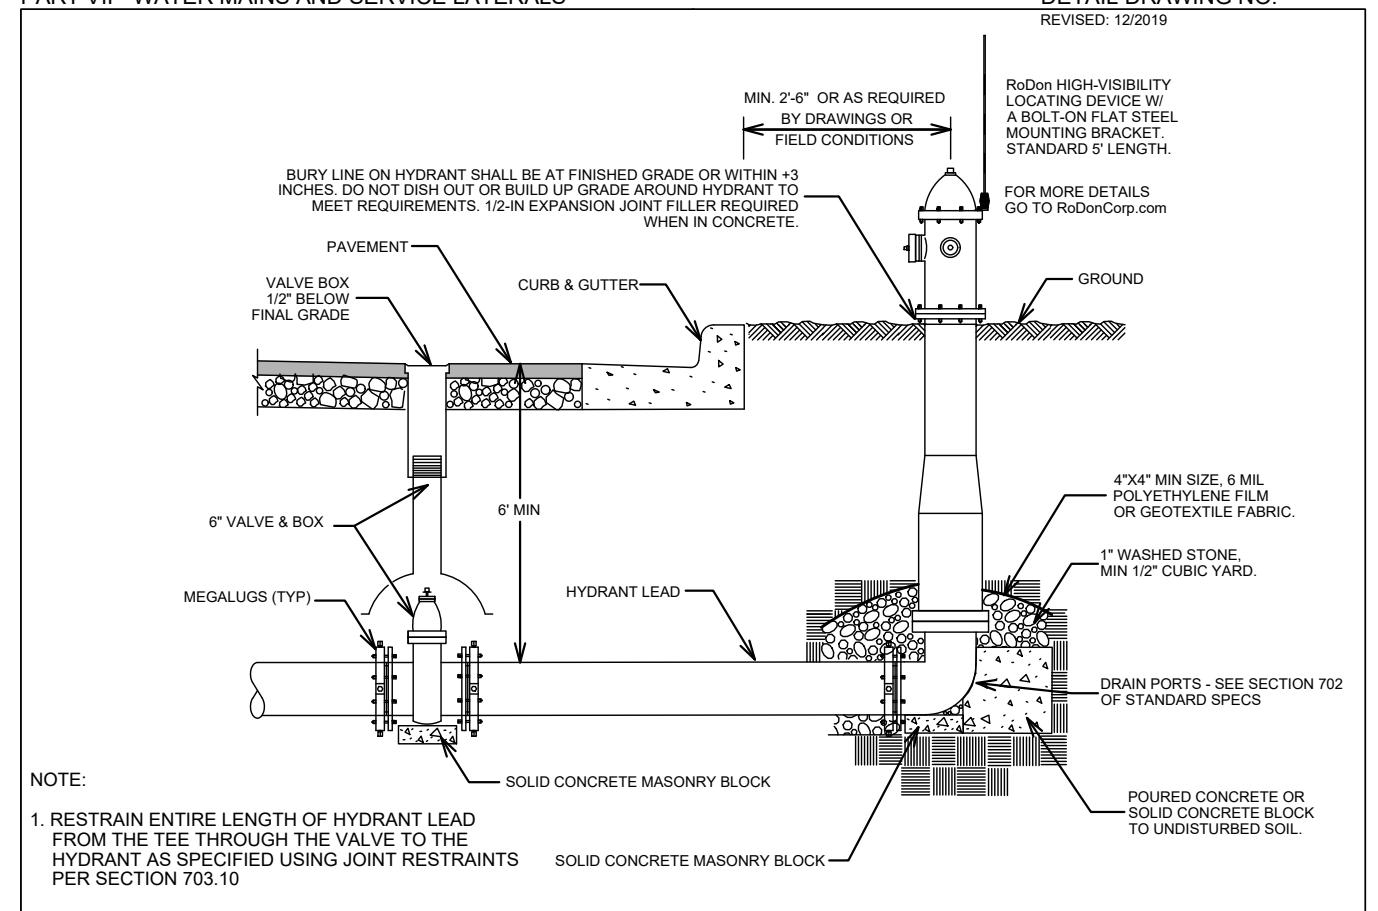 PART VII - WATER MAINS AND SERVICE LATERALS
DETAIL DRAWING NO.
REVISED: 12/2019
RoDon HIGH-VISIBILITY
LOCATING DEVICE W/
A BOLT-ON FLAT STEEL
MOUNTING BRACKET.
STANDARD 5' LENGTH.
FOR MORE DETAILS
GO TO RoDonCorp.com
MIN. 2'-6" OR AS REQUIRED
BY DRAWINGS OR
FIELD CONDITIONS
BURY LINE ON HYDRANT SHALL BE AT FINISHED GRADE OR WITHIN +3
INCHES. DO NOT DISH OUT OR BUILD UP GRADE AROUND HYDRANT TO
MEET REQUIREMENTS. 1/2-IN EXPANSION JOINT FILLER REQUIRED
WHEN IN CONCRETE.
PAVEMENT
VALVE BOX
1/2" BELOW
FINAL GRADE
CURB & GUTTER
GROUND
6" VALVE & BOX
6' MIN
4"X4" MIN SIZE, 6 MIL
POLYETHYLENE FILM
OR GEOTEXTILE FABRIC.
1" WASHED STONE,
MIN 1/2" CUBIC YARD.
MEGALUGS (TYP)
HYDRANT LEAD
DRAIN PORTS - SEE SECTION 702
OF STANDARD SPECS
SOLID CONCRETE MASONRY BLOCK
POURED CONCRETE OR
SOLID CONCRETE BLOCK
TO UNDISTURBED SOIL.
SOLID CONCRETE MASONRY BLOCK
NOTE:
1. RESTRAIN ENTIRE LENGTH OF HYDRANT LEAD
FROM THE TEE THROUGH THE VALVE TO THE
HYDRANT AS SPECIFIED USING JOINT RESTRAINTS
PER SECTION 703.10